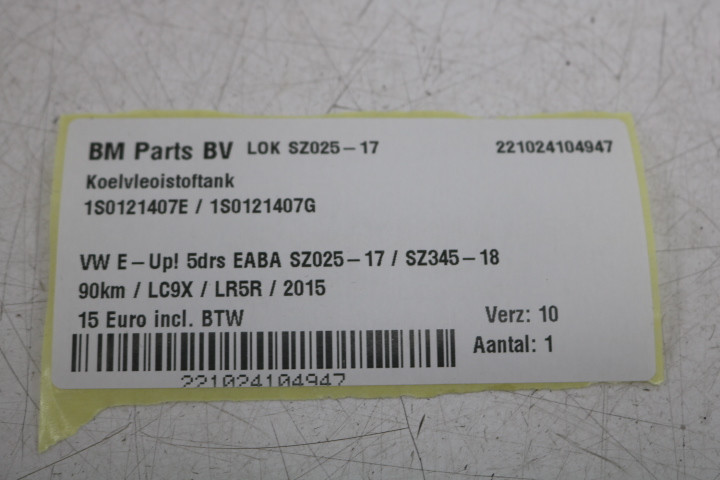 BM Parts BV LOK SZ025-17 221024104947
Koelvleoistoftank
1S0121407E / 1S0121407G
VW E-Up! 5drs EABA SZ025-17 / SZ345-18
90km / LC9X / LR5R / 2015
15 Euro incl. BTW Verz: 10
Aantal: 1
221024104947